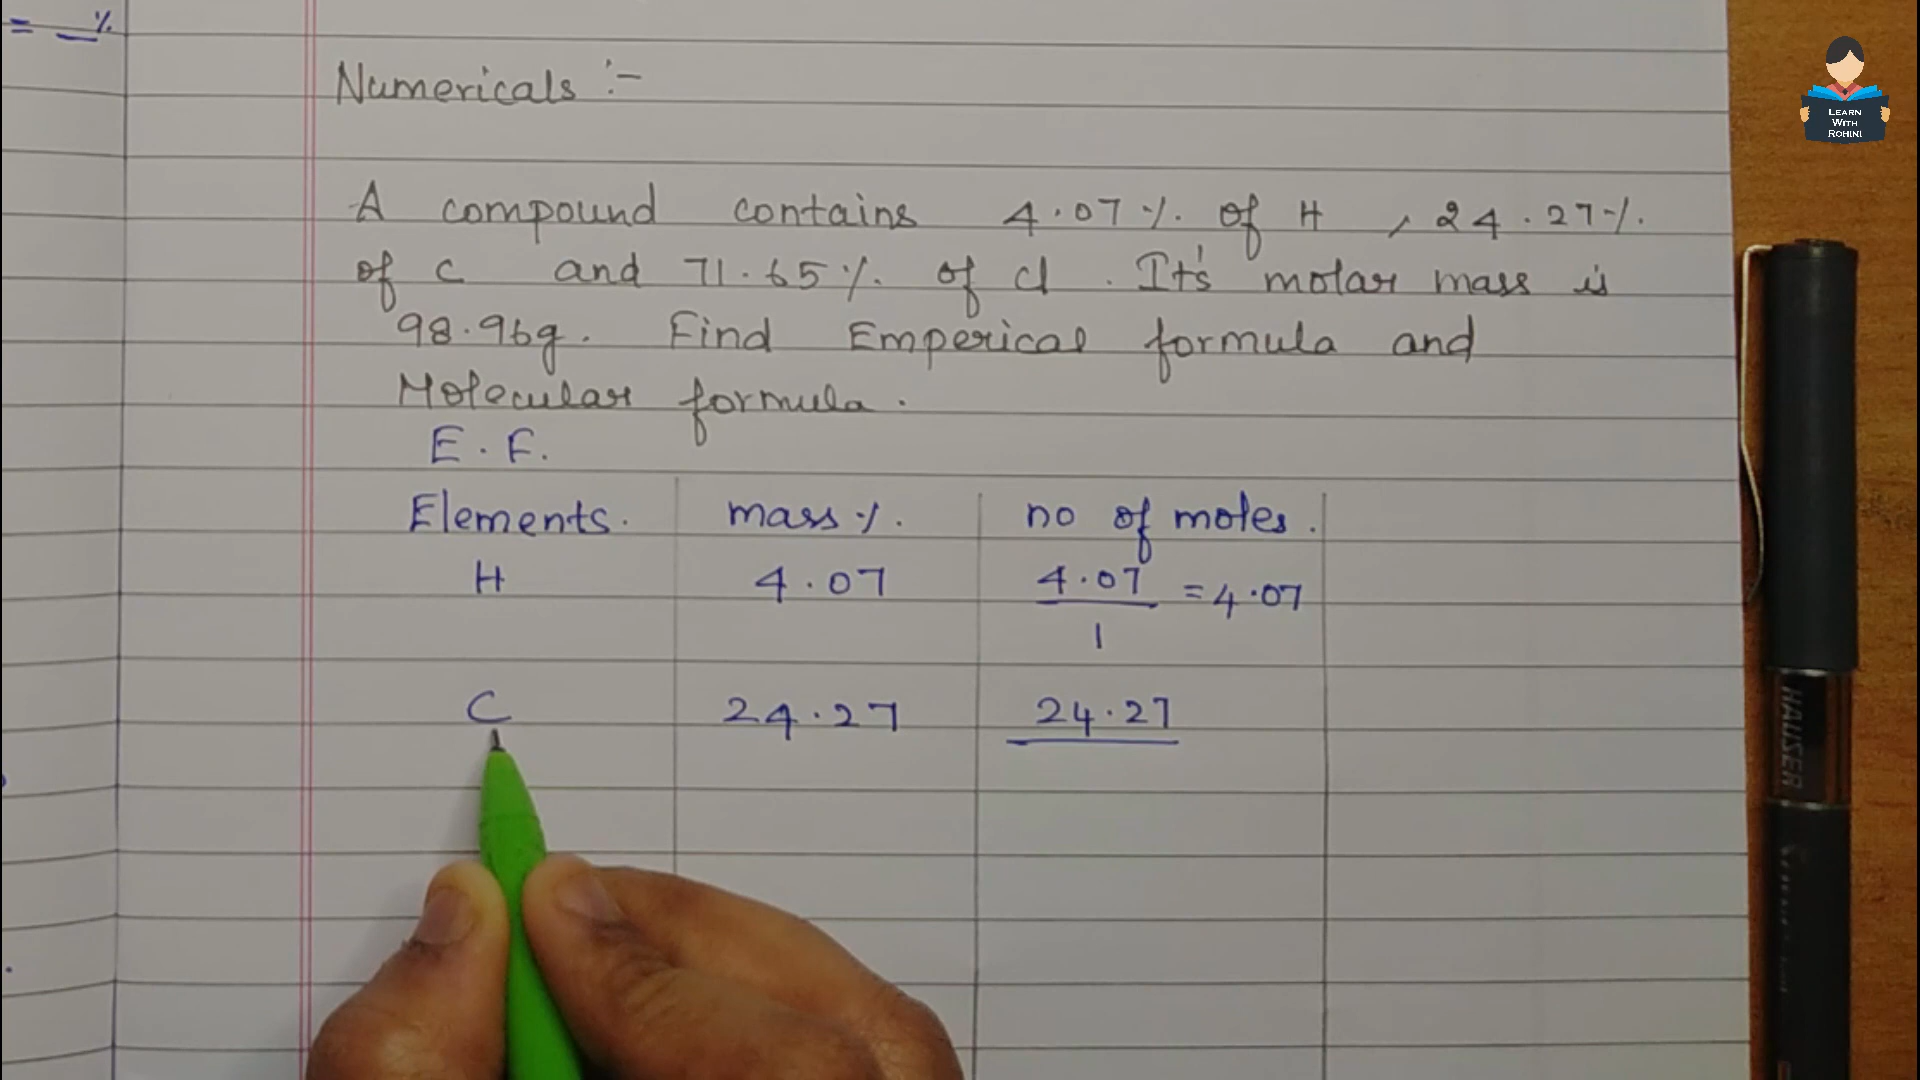 = _%
Numericals :-
A compound contains 4.07% of H , 24.27%
of C and 71.65% of Cl . It's molar mass is
98.96g. Find Emperical formula and
Molecular formula.
E. F.
Elements. mass %. no of moles.
H 4.07 4.07 = 4.07
1
C 24.27 24.27
LEARN
WITH
ROHINI
HAUSER